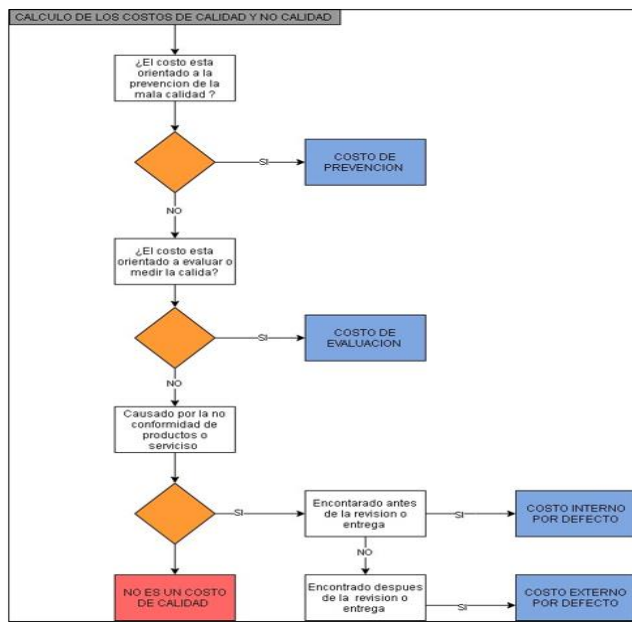 CALCULO DE LOS COSTOS DE CALIDAD Y NO CALIDAD
¿El costo esta
orientado a la
prevencion de la
mala calidad ?
SI
COSTO DE
PREVENCION
NO
¿El costo esta
orientado a evaluar o
medir la calida?
SI
COSTO DE
EVALUACION
NO
Causado por la no
conformidad de
productos o
serviciso
SI
Encontarado antes
de la revision o
entrega
SI
COSTO INTERNO
POR DEFECTO
NO
NO ES UN COSTO
DE CALIDAD
Encontrado despues
de la revision o
entrega
SI
COSTO EXTERNO
POR DEFECTO